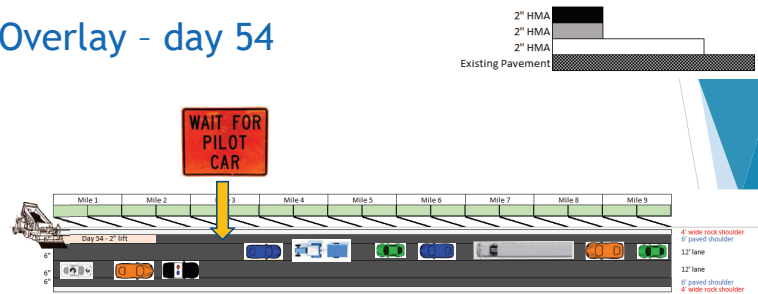 Overlay – day 54
2" HMA
2" HMA
2" HMA
Existing Pavement
WAIT FOR
PILOT
CAR
Mile 1 Mile 2 3 Mile 4 Mile 5 Mile 6 Mile 7 Mile 8 Mile 9
Day 54 - 2" lift
6"
6"
6"
4' wide rock shoulder
6' paved shoulder
12' lane
12' lane
6' paved shoulder
4' wide rock shoulder